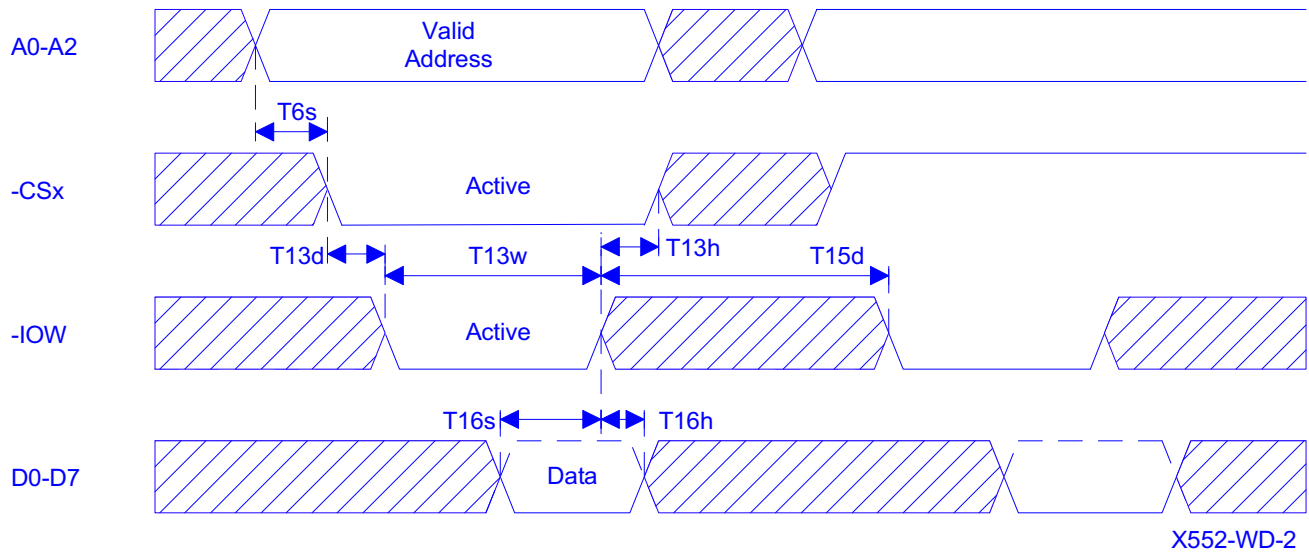 A0-A2
Valid
Address
T6s
-CSx
Active
T13d
T13w
T13h
T15d
-IOW
Active
T16s
T16h
D0-D7
Data
X552-WD-2